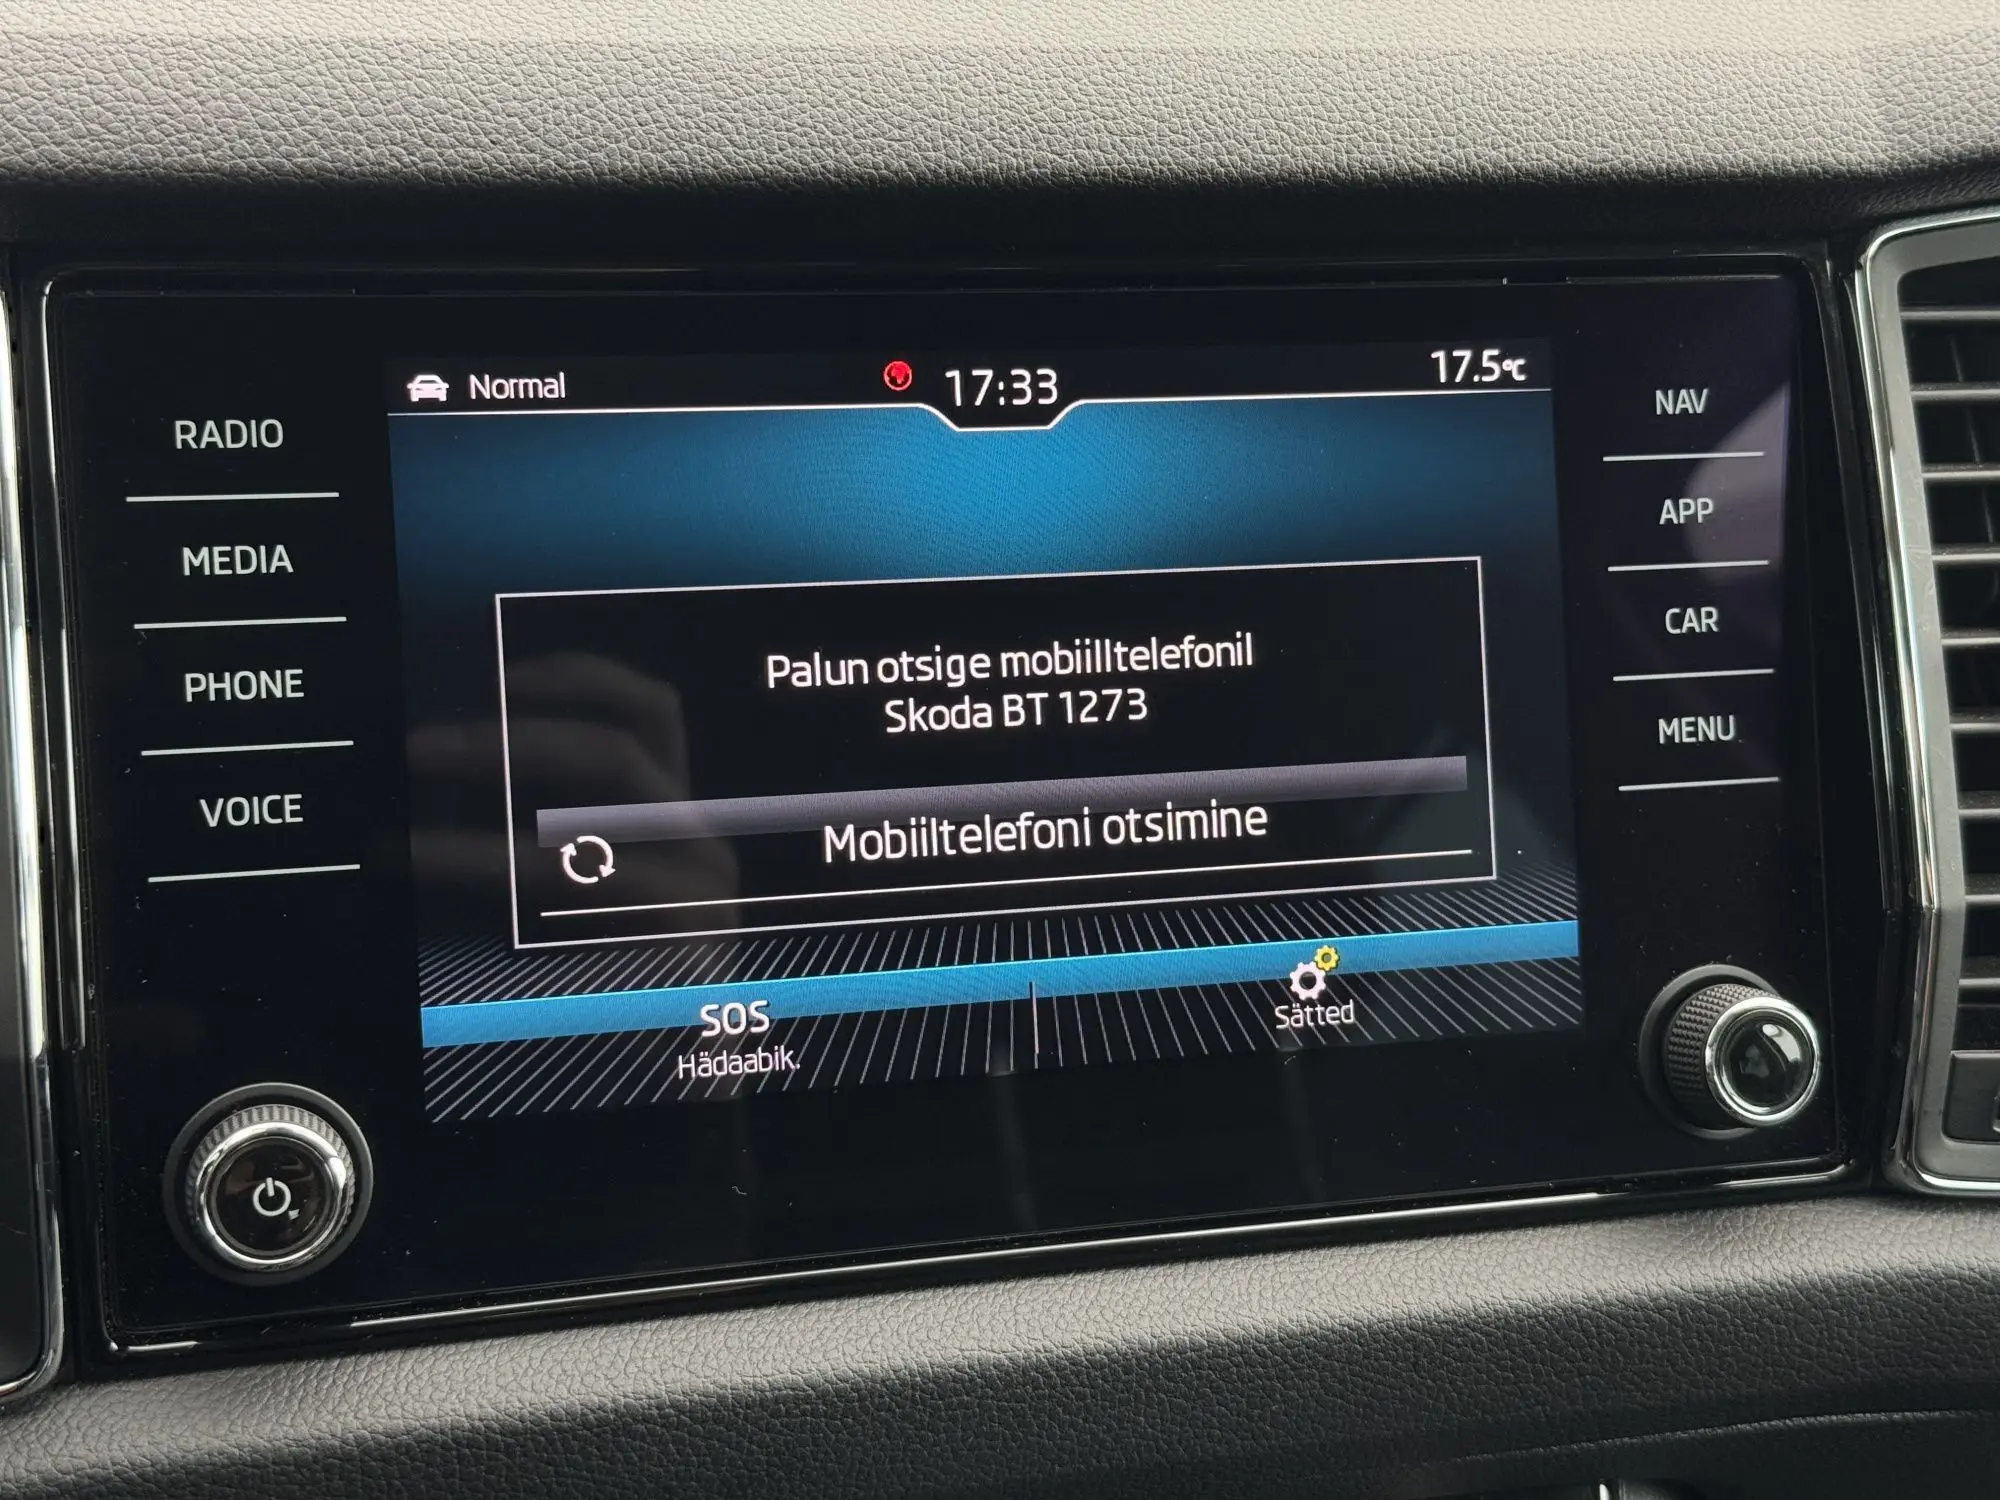 Normal
17:33
17.5°C
RADIO
MEDIA
PHONE
VOICE
Palun otsige mobiilltelefonil
Skoda BT 1273
Mobiiltelefoni otsimine
SOS
Hädaabik.
Sätted
NAV
APP
CAR
MENU